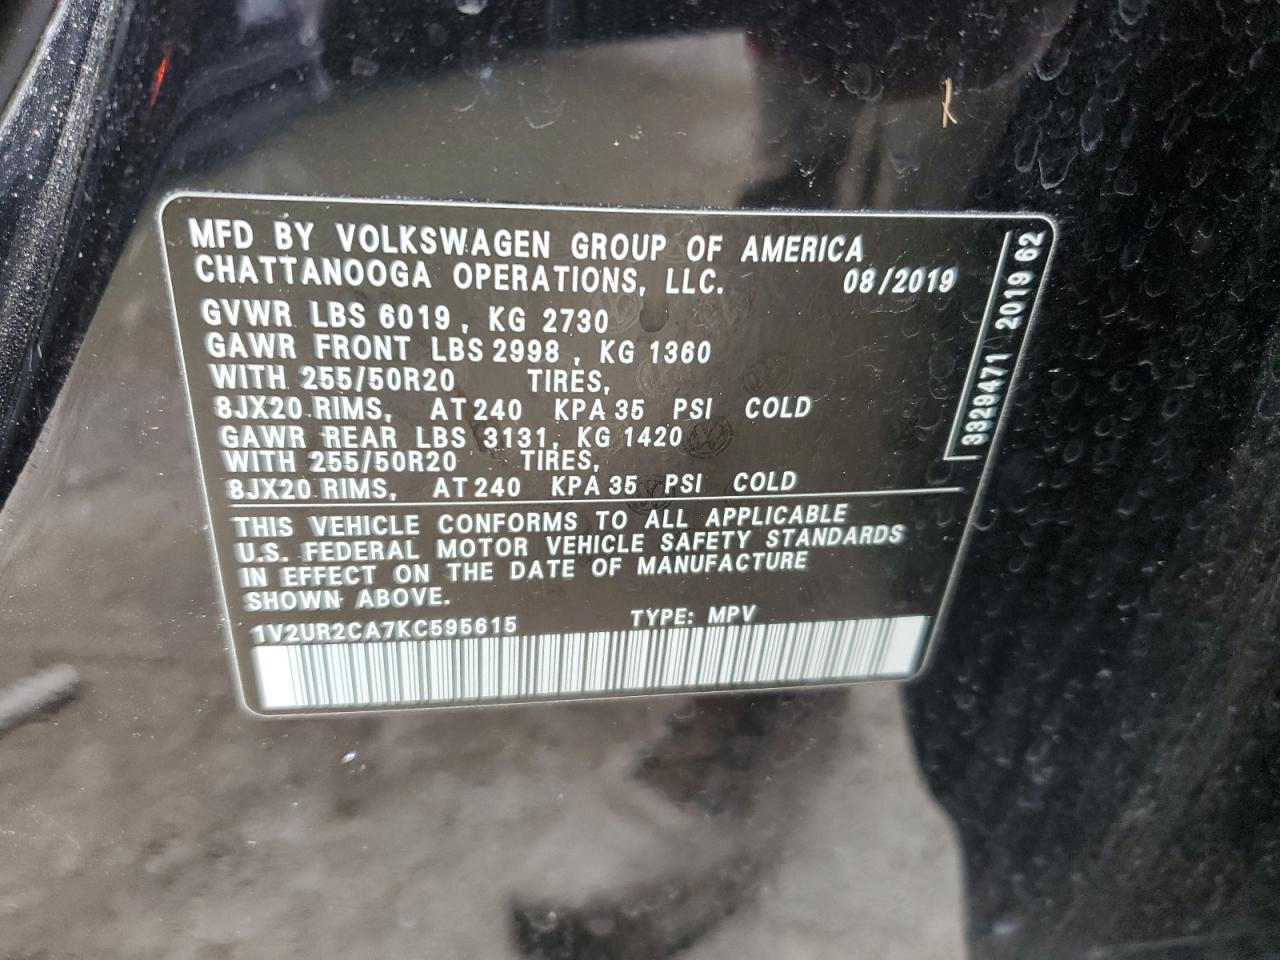 MFD BY VOLKSWAGEN GROUP OF AMERICA
CHATTANOOGA OPERATIONS, LLC. 08/2019
GVWR LBS 6019 , KG 2730
GAWR FRONT LBS 2998 , KG 1360
WITH 255/50R20 TIRES,
8JX20 RIMS, AT 240 KPA 35 PSI COLD
GAWR REAR LBS 3131, KG 1420
WITH 255/50R20 TIRES,
8JX20 RIMS, AT 240 KPA 35 PSI COLD
THIS VEHICLE CONFORMS TO ALL APPLICABLE
U.S. FEDERAL MOTOR VEHICLE SAFETY STANDARDS
IN EFFECT ON THE DATE OF MANUFACTURE
SHOWN ABOVE.
1V2UR2CA7KC595615 TYPE: MPV
3329471 2019 62